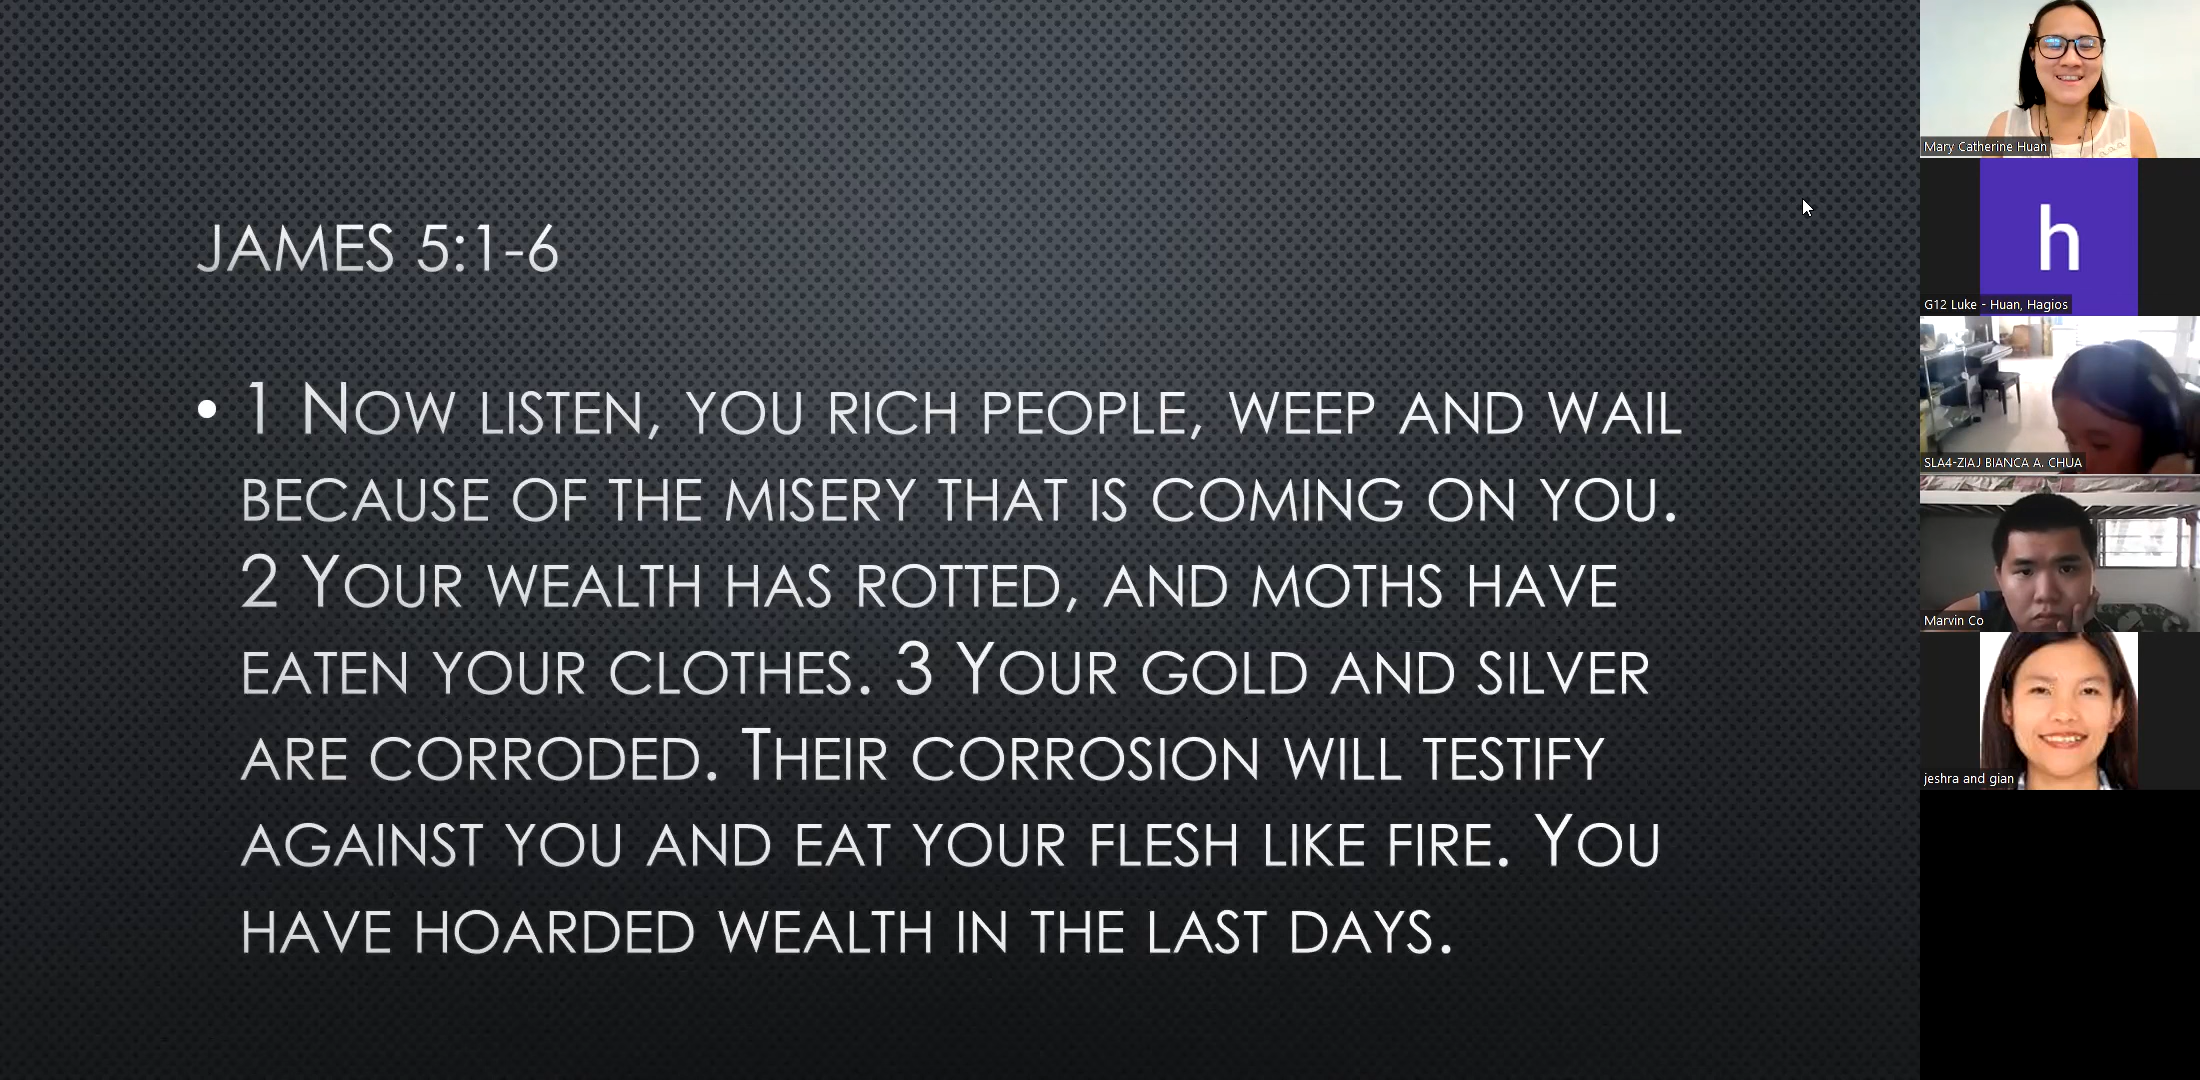 JAMES 5:1-6
• 1 NOW LISTEN, YOU RICH PEOPLE, WEEP AND WAIL
BECAUSE OF THE MISERY THAT IS COMING ON YOU.
2 YOUR WEALTH HAS ROTTED, AND MOTHS HAVE
EATEN YOUR CLOTHES. 3 YOUR GOLD AND SILVER
ARE CORRODED. THEIR CORROSION WILL TESTIFY
AGAINST YOU AND EAT YOUR FLESH LIKE FIRE. YOU
HAVE HOARDED WEALTH IN THE LAST DAYS.
Mary Catherine Huan
h
G12 Luke - Huan, Hagios
SLA4-ZIAJ BIANCA A. CHUA
Marvin Co
jeshra and gian